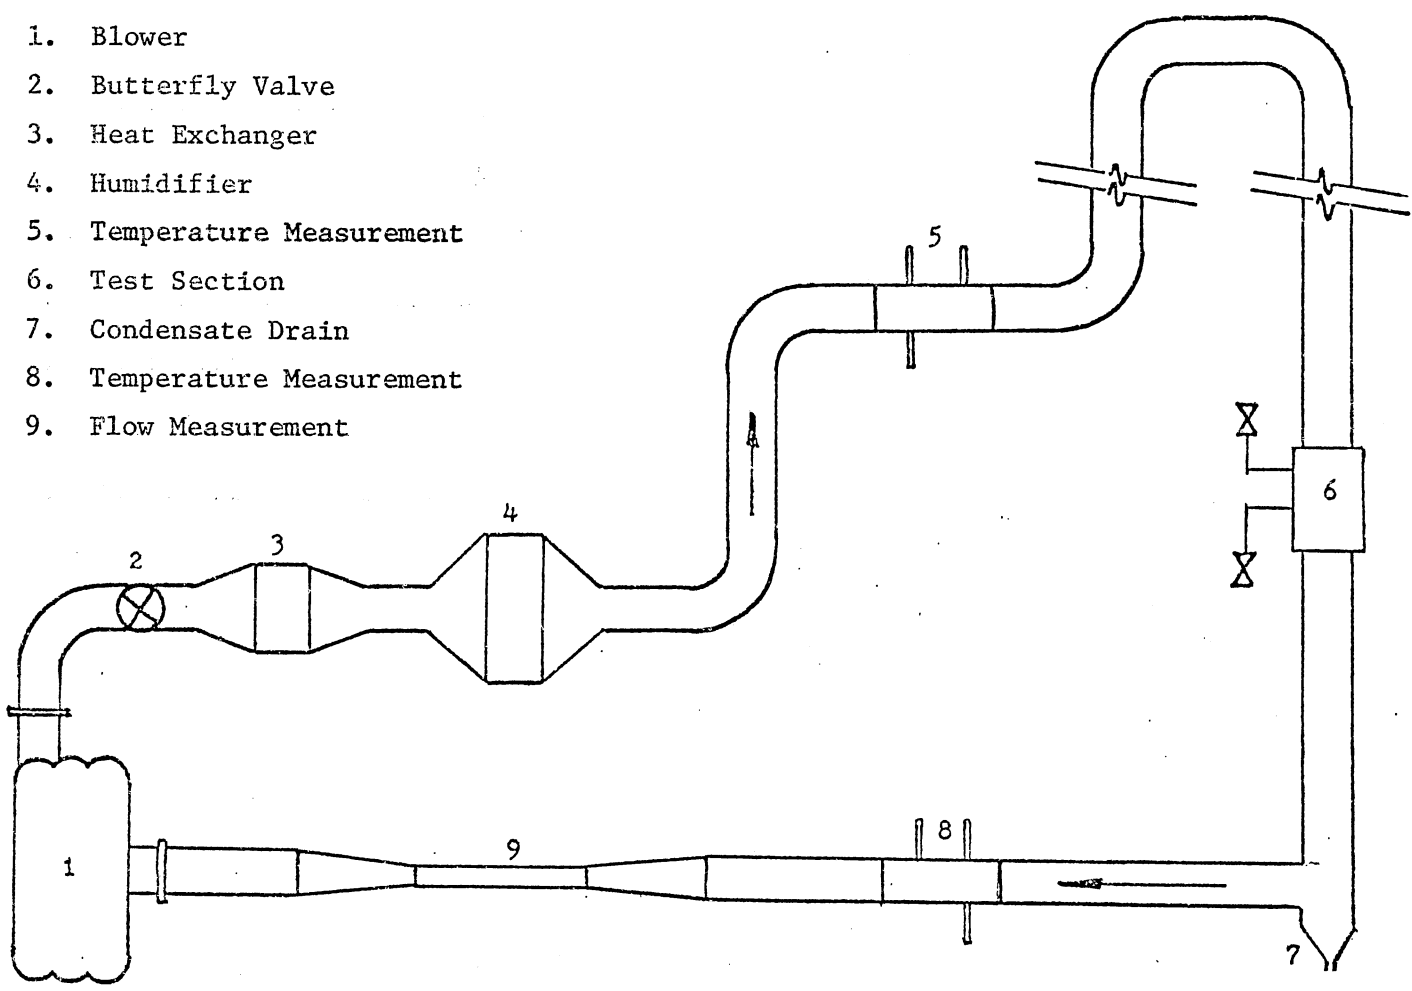 1. Blower
2. Butterfly Valve
3. Heat Exchanger
4. Humidifier
5. Temperature Measurement
6. Test Section
7. Condensate Drain
8. Temperature Measurement
9. Flow Measurement
5
6
4
3
2
8
9
1
7